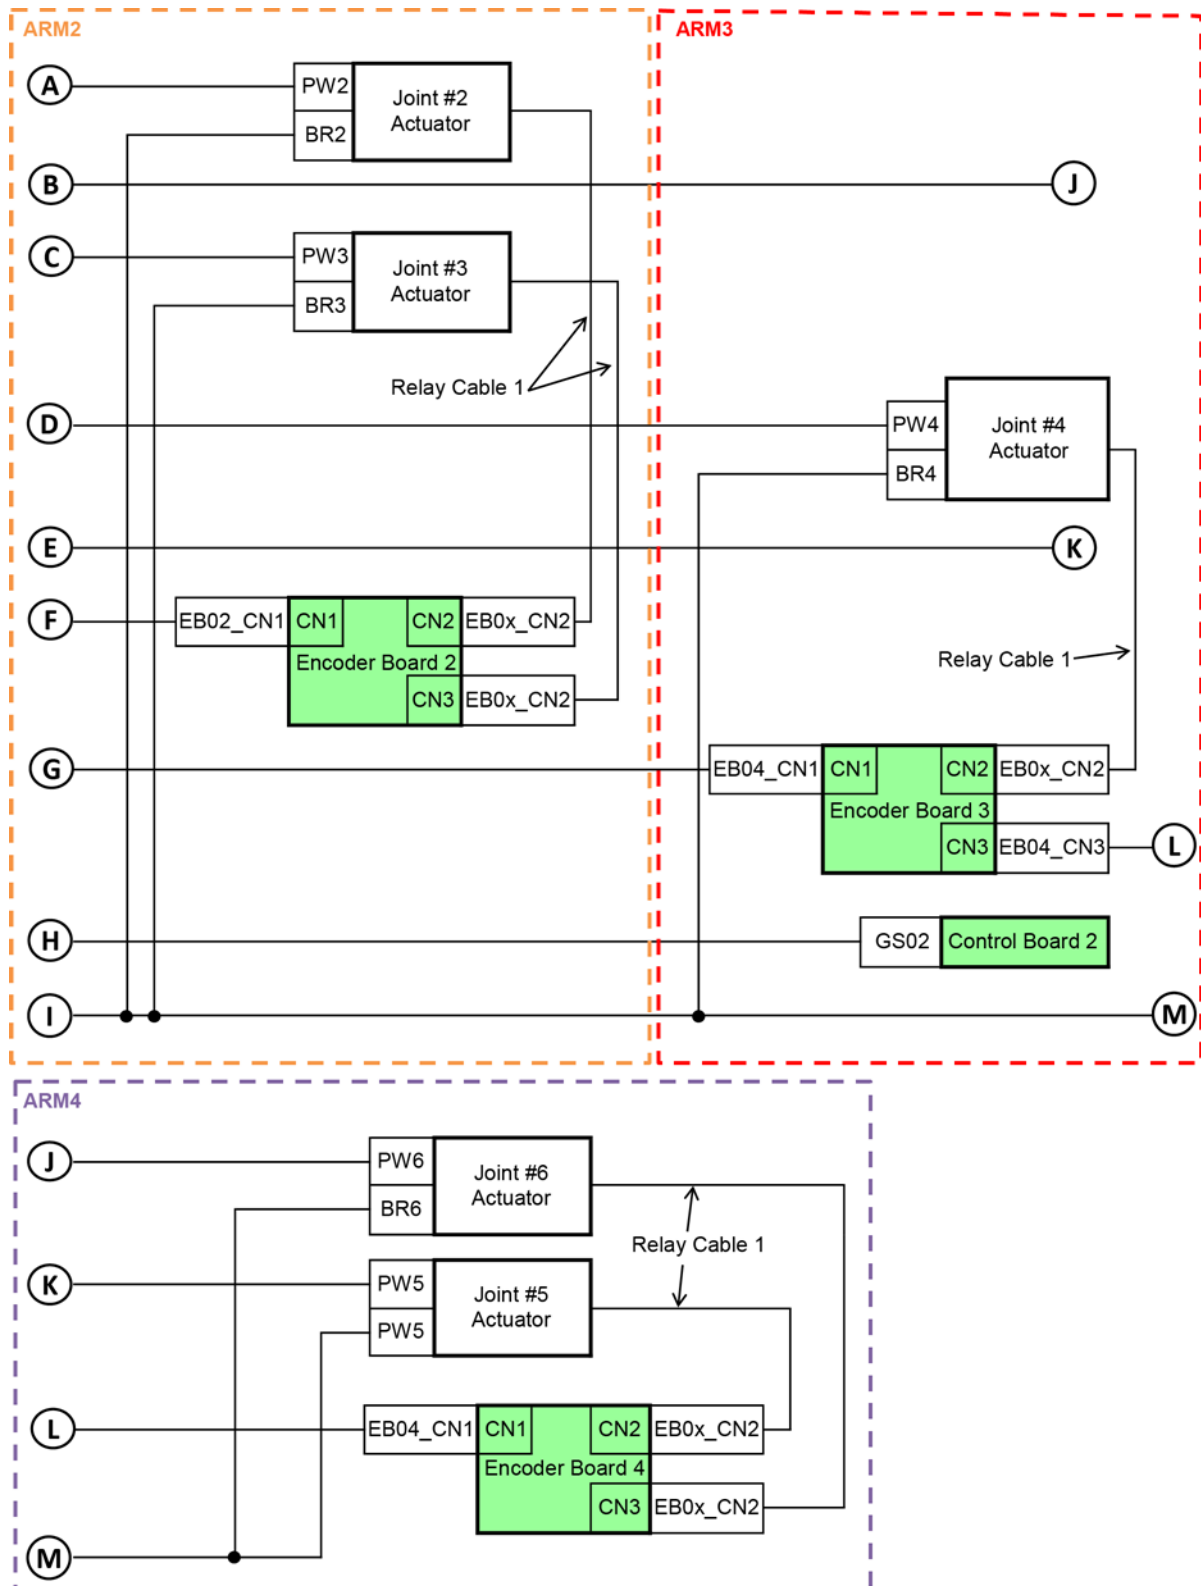 ARM2
ARM3
A
PW2
Joint #2
Actuator
BR2
B
J
C
PW3
Joint #3
Actuator
BR3
Relay Cable 1
D
PW4
Joint #4
Actuator
BR4
E
K
F
EB02_CN1
CN1
CN2
EB0x_CN2
Encoder Board 2
CN3
EB0x_CN2
Relay Cable 1
G
EB04_CN1
CN1
CN2
EB0x_CN2
Encoder Board 3
CN3
EB04_CN3
L
H
GS02
Control Board 2
I
M
ARM4
J
PW6
Joint #6
Actuator
BR6
Relay Cable 1
K
PW5
Joint #5
Actuator
PW5
L
EB04_CN1
CN1
CN2
EB0x_CN2
Encoder Board 4
CN3
EB0x_CN2
M